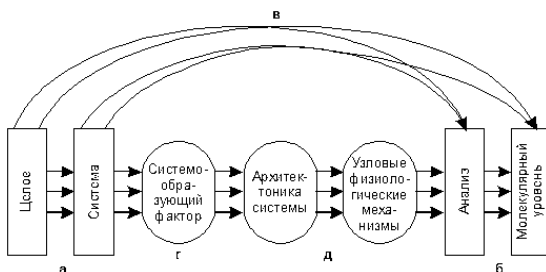 в
Целое
Система
Системо-
обра-
зующий
фактор
Архитек-
тоника
системы
Узловые
физиоло-
гические
меха-
низмы
Анализ
Молекулярный
уровень
а
г
д
б